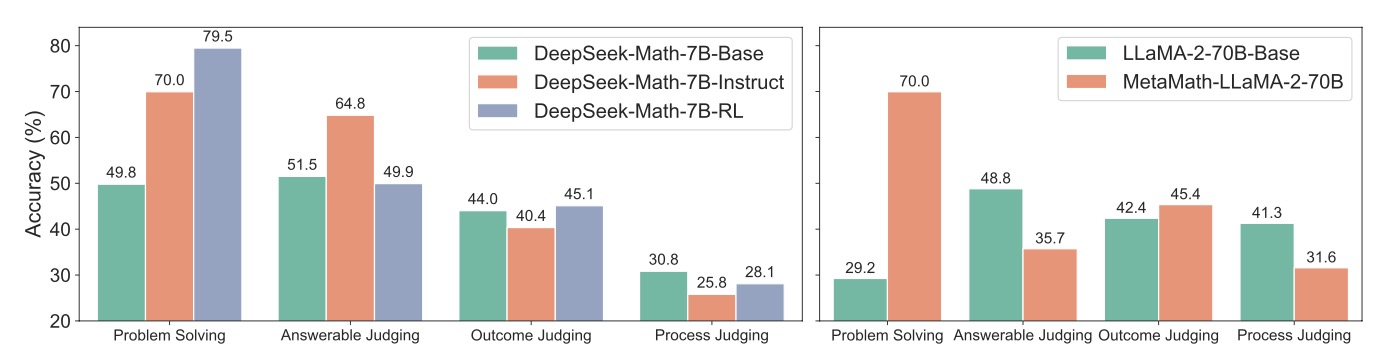 Accuracy (%)
80
70
60
50
40
30
20
DeepSeek-Math-7B-Base
DeepSeek-Math-7B-Instruct
DeepSeek-Math-7B-RL
49.8
70.0
79.5
51.5
64.8
49.9
44.0
40.4
45.1
30.8
25.8
28.1
Problem Solving
Answerable Judging
Outcome Judging
Process Judging
LLaMA-2-70B-Base
MetaMath-LLaMA-2-70B
29.2
70.0
48.8
35.7
42.4
45.4
41.3
31.6
Problem Solving
Answerable Judging
Outcome Judging
Process Judging